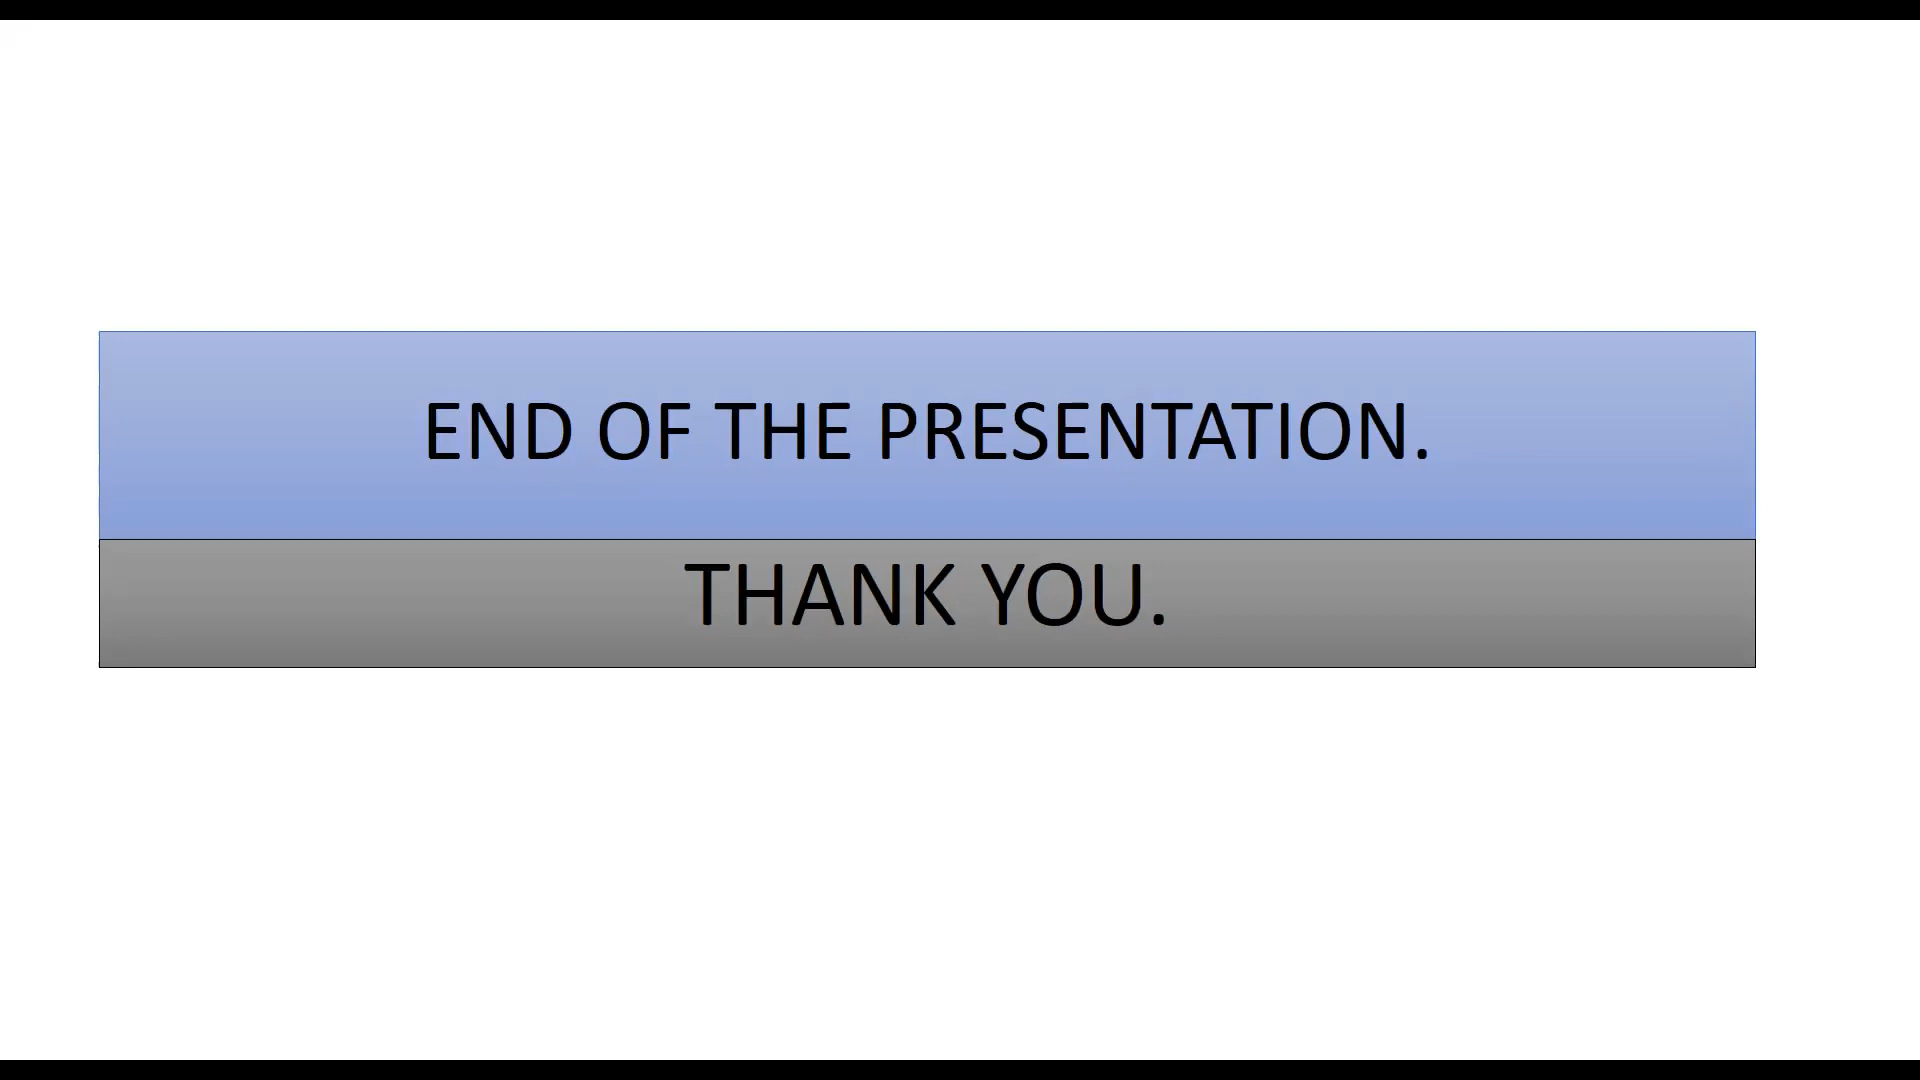 END OF THE PRESENTATION.
THANK YOU.